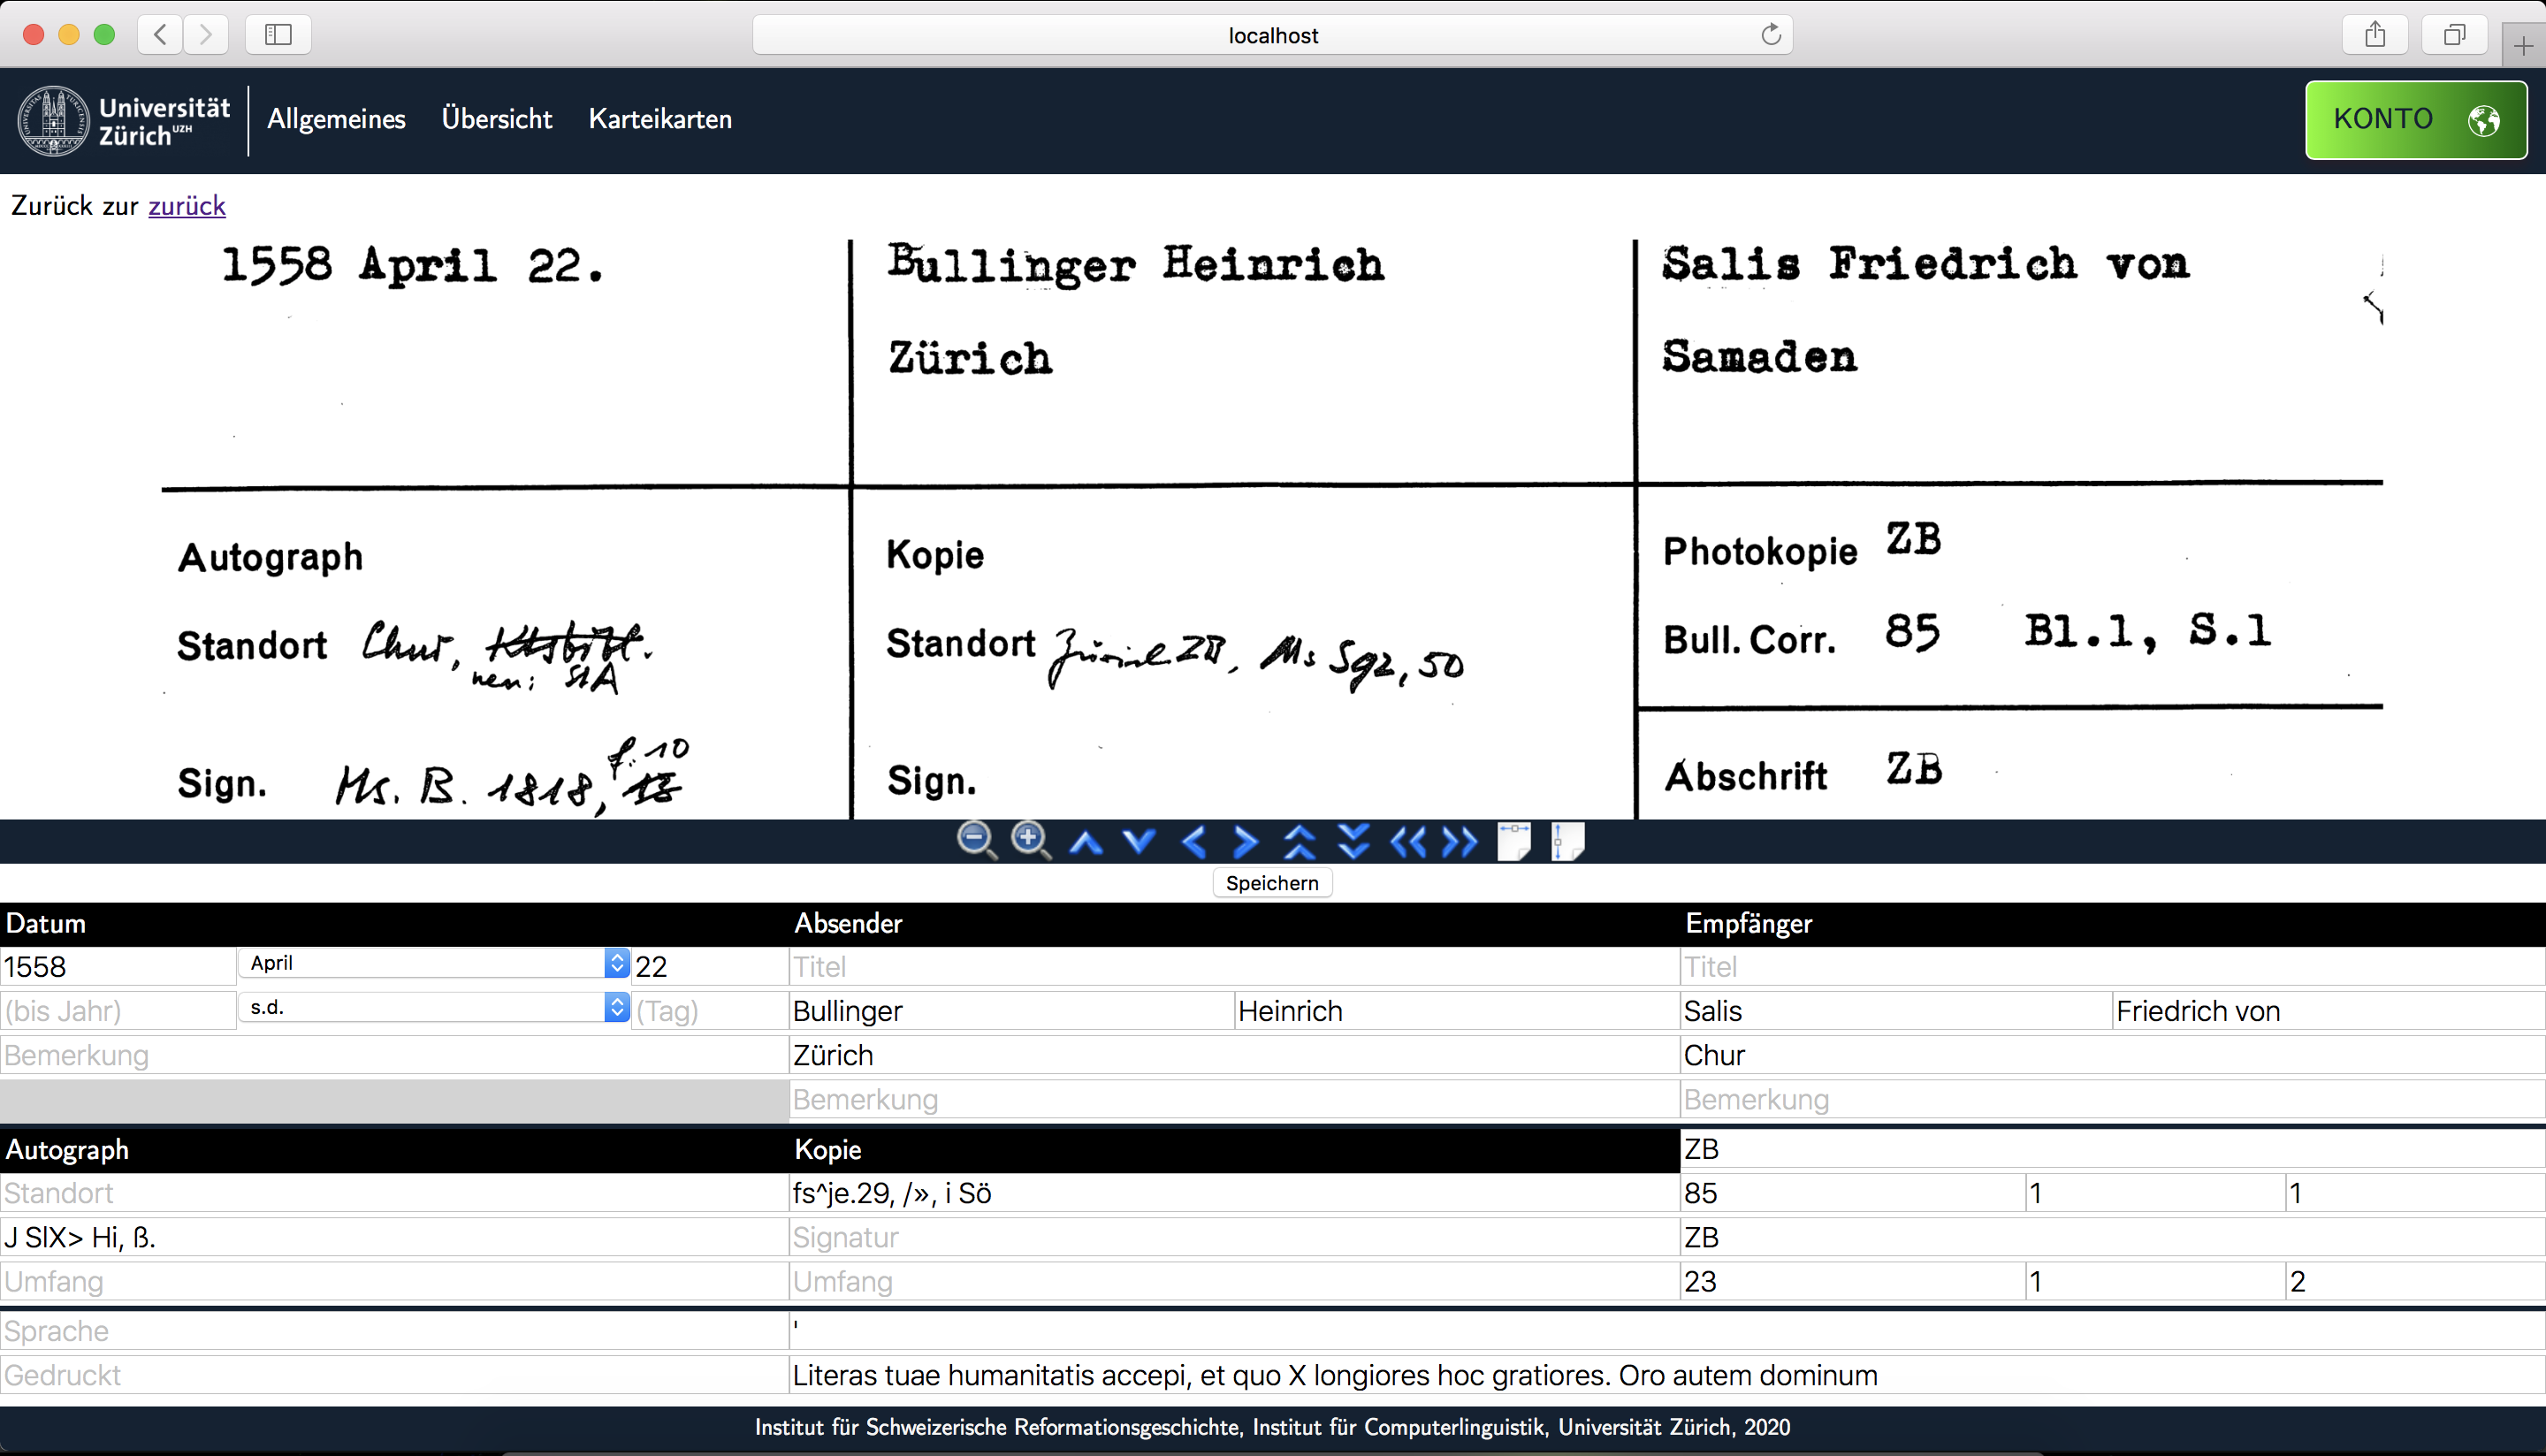 localhost
Universität
Zürich UZH
Allgemeines Übersicht Karteikarten
KONTO
Zurück zur zurück
1558 April 22. Bullinger Heinrich Salis Friedrich von
Zürich Samaden
Autograph Kopie Photokopie ZB
Standort Chur, Standort Zürich ZB, Ms S92, 50 Bull. Corr. 85 Bl.1, S.1
neu: StA
f. 10
Sign. Ms. B. 1818, Sign. Abschrift ZB
Speichern
Datum Absender Empfänger
1558 April 22 Titel Titel
(bis Jahr) s.d. (Tag) Bullinger Heinrich Salis Friedrich von
Bemerkung Zürich Chur
Bemerkung Bemerkung
Autograph Kopie ZB
Standort fs^je.29, /», i Sö 85 1 1
J SlX> Hi, ß. Signatur ZB
Umfang Umfang 23 1 2
Sprache '
Gedruckt Literas tuae humanitatis accepi, et quo X longiores hoc gratiores. Oro autem dominum
Institut für Schweizerische Reformationsgeschichte, Institut für Computerlinguistik, Universität Zürich, 2020